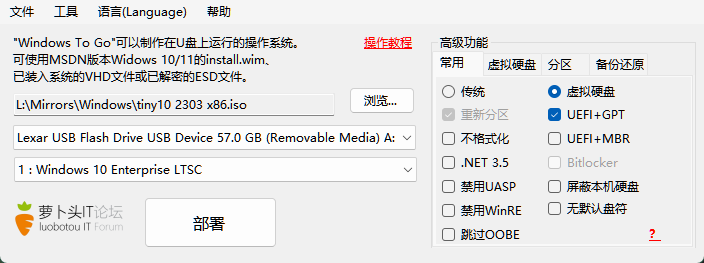 文件 工具 语言(Language) 帮助
"Windows To Go"可以制作在U盘上运行的操作系统。
可使用MSDN版本Widows 10/11的install.wim、
已装入系统的VHD文件或已解密的ESD文件。
操作教程
L:\Mirrors\Windows\tiny10 2303 x86.iso
浏览...
Lexar USB Flash Drive USB Device 57.0 GB (Removable Media) A:
1 : Windows 10 Enterprise LTSC
萝卜头IT论坛
luobotou IT Forum
部署
高级功能
常用 虚拟硬盘 分区 备份还原
传统 虚拟硬盘
重新分区 UEFI+GPT
不格式化 UEFI+MBR
.NET 3.5 Bitlocker
禁用UASP 屏蔽本机硬盘
禁用WinRE 无默认盘符
跳过OOBE ?